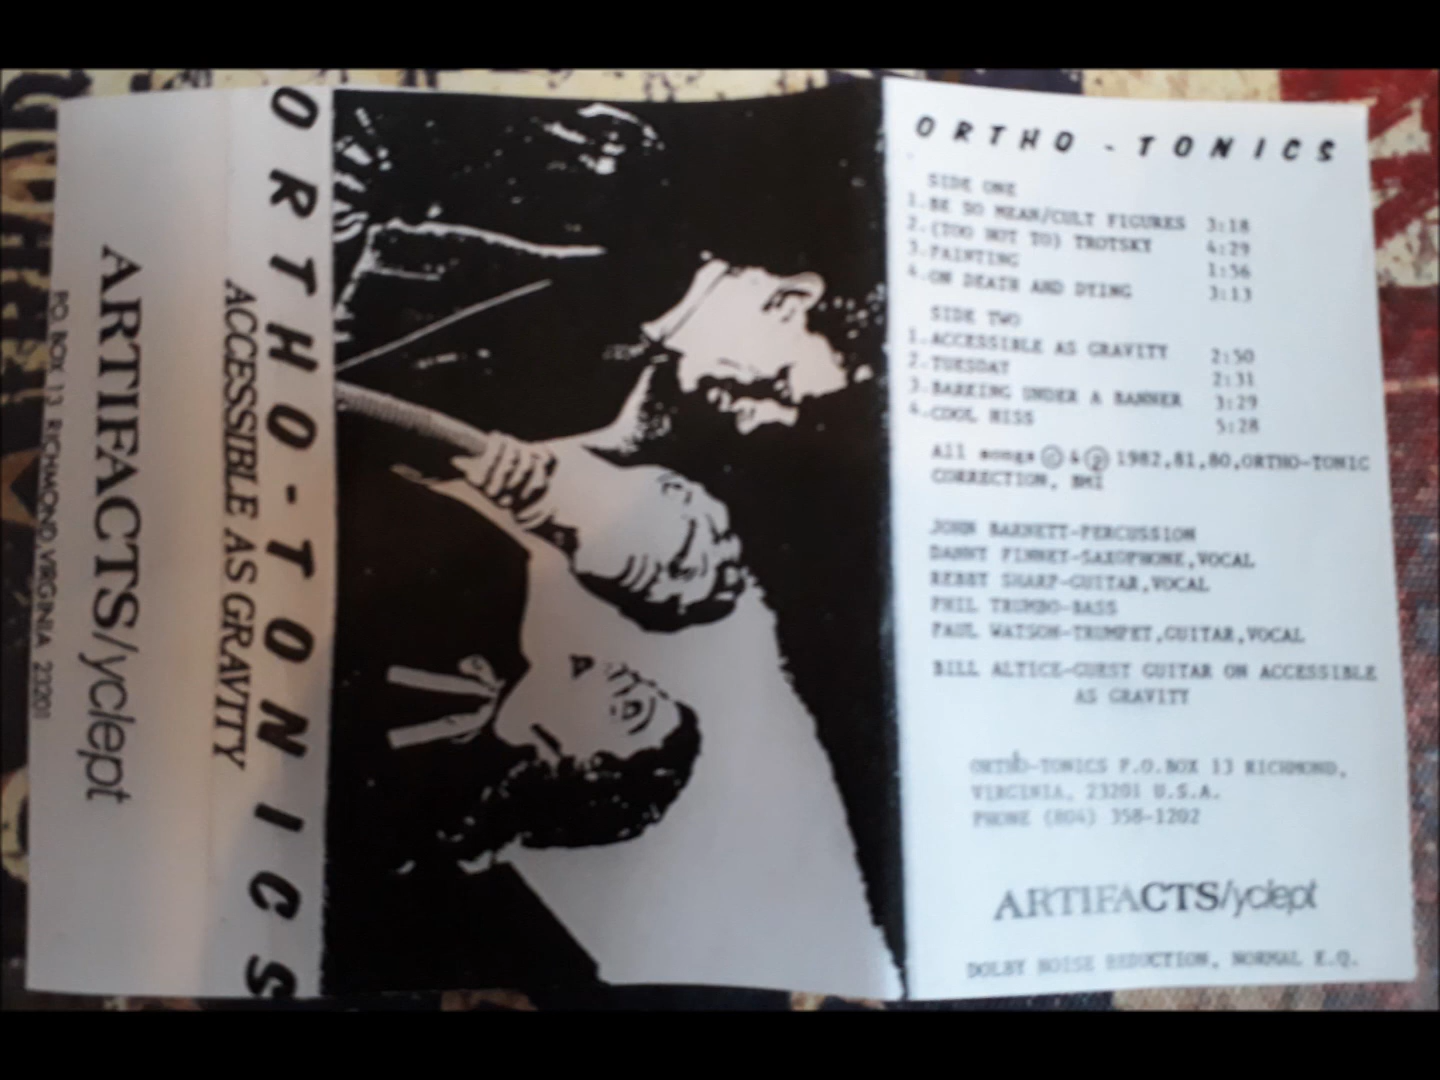 ARTIFACTS/yclept
P.O. BOX 13 RICHMOND, VIRGINIA 23201
ORTHO-TONICS
ACCESSIBLE AS GRAVITY
ORTHO-TONICS
SIDE ONE
1.BE SO MEAN/CULT FIGURES 3:18
2.(TOO HOT TO) TROTSKY 4:29
3.PAINTING 1:56
4.ON DEATH AND DYING 3:13
SIDE TWO
1.ACCESSIBLE AS GRAVITY 2:50
2.TUESDAY 2:31
3.BARKING UNDER A BANNER 3:29
4.COOL HISS 5:28
All songs © & ℗ 1982,81,80,ORTHO-TONIC
CORRECTION, BMI
JOHN BARNETT-PERCUSSION
DANNY FINNEY-SAXOPHONE,VOCAL
REBBY SHARP-GUITAR,VOCAL
PHIL TRUMBO-BASS
PAUL WATSON-TRUMPET,GUITAR,VOCAL
BILL ALTICE-GUEST GUITAR ON ACCESSIBLE
AS GRAVITY
ORTHO-TONICS P.O.BOX 13 RICHMOND,
VIRGINIA, 23201 U.S.A.
PHONE (804) 358-1202
ARTIFACTS/yclept
DOLBY NOISE REDUCTION, NORMAL E.Q.